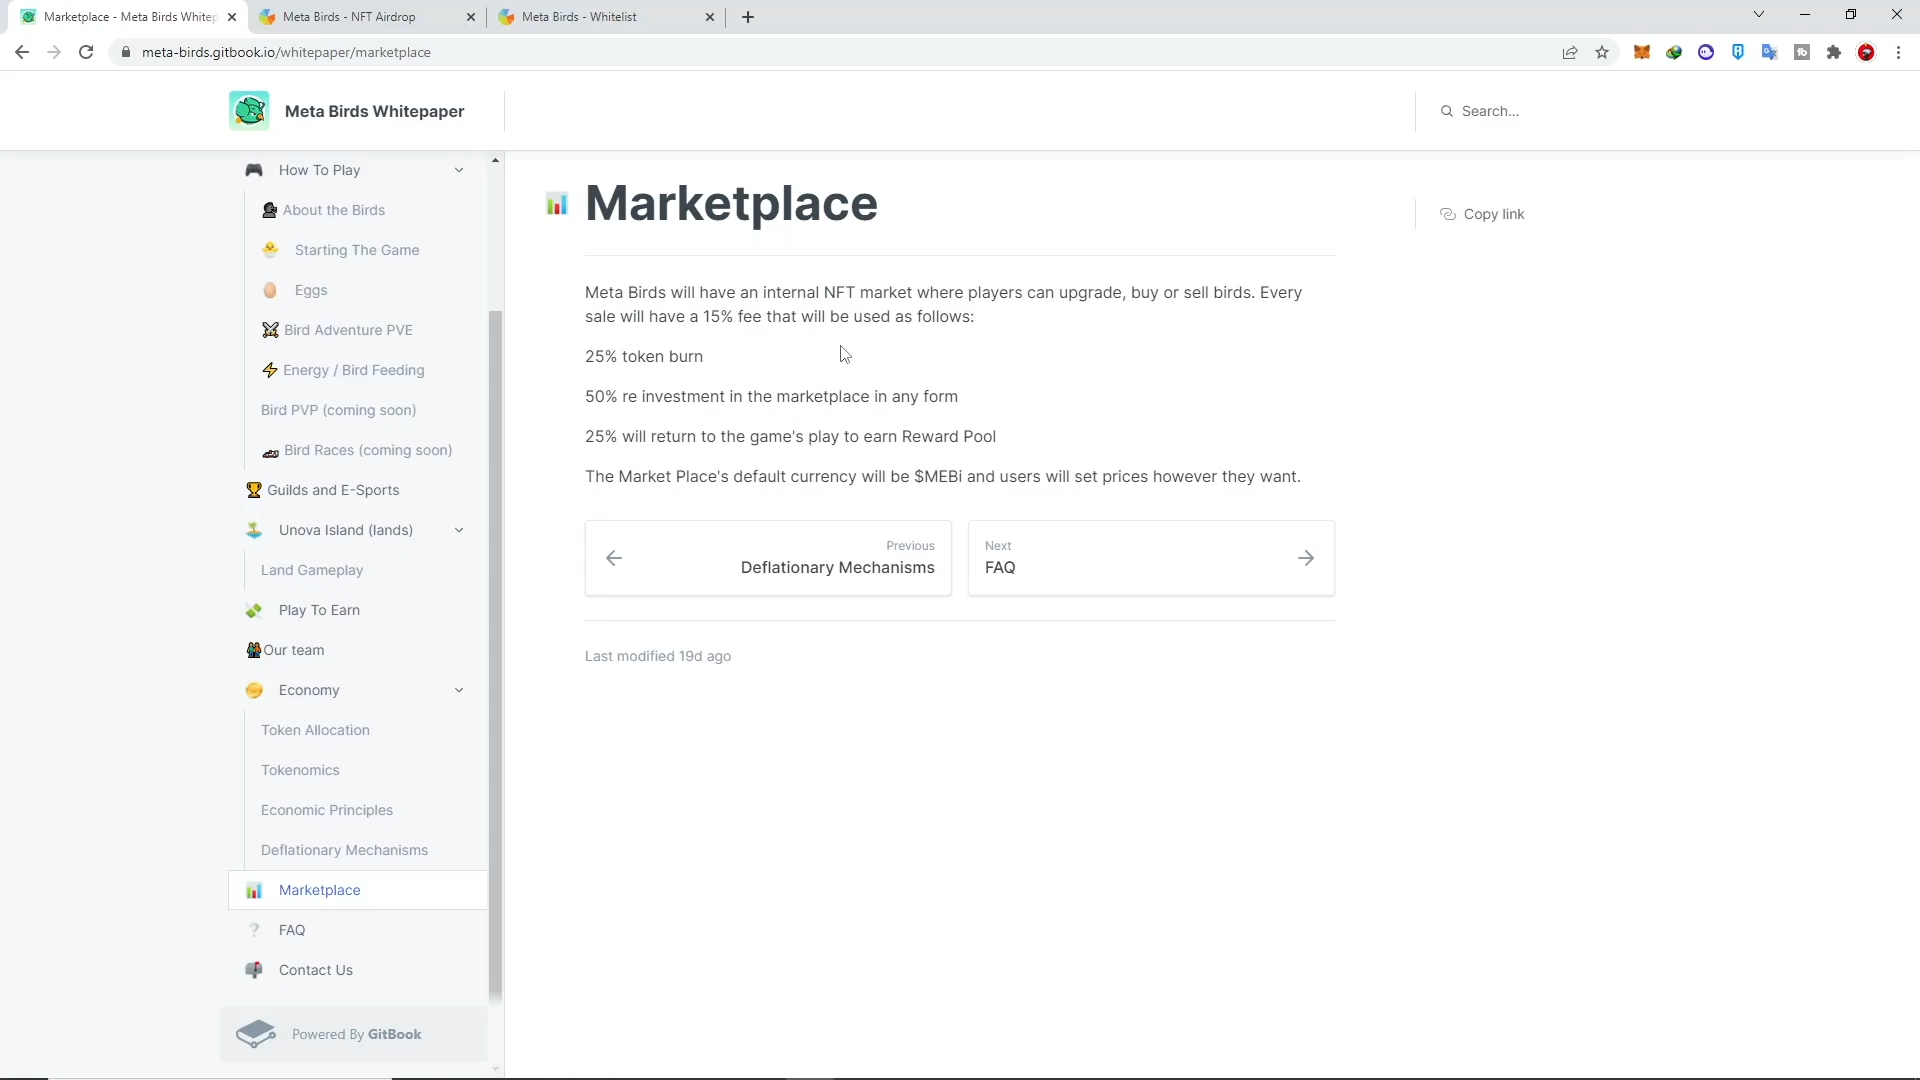 Marketplace - Meta Birds Whitep
Meta Birds - NFT Airdrop
Meta Birds - Whitelist
meta-birds.gitbook.io/whitepaper/marketplace
Meta Birds Whitepaper
Search...
How To Play
About the Birds
Starting The Game
Eggs
Bird Adventure PVE
Energy / Bird Feeding
Bird PVP (coming soon)
Bird Races (coming soon)
Guilds and E-Sports
Unova Island (lands)
Land Gameplay
Play To Earn
Our team
Economy
Token Allocation
Tokenomics
Economic Principles
Deflationary Mechanisms
Marketplace
FAQ
Contact Us
Powered By GitBook
Marketplace
Copy link
Meta Birds will have an internal NFT market where players can upgrade, buy or sell birds. Every
sale will have a 15% fee that will be used as follows:
25% token burn
50% re investment in the marketplace in any form
25% will return to the game's play to earn Reward Pool
The Market Place's default currency will be $MEBi and users will set prices however they want.
Previous
Deflationary Mechanisms
Next
FAQ
Last modified 19d ago